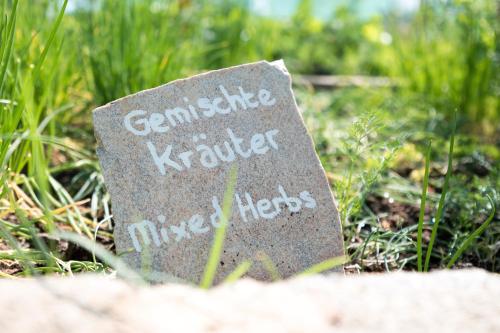 Gemischte
Kräuter
Mixed Herbs